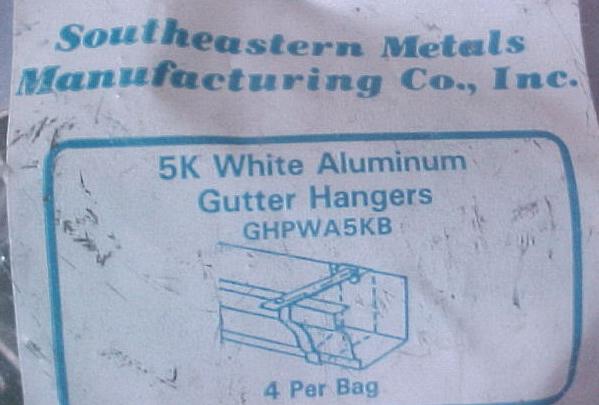 Southeastern Metals
Manufacturing Co., Inc.
5K White Aluminum
Gutter Hangers
GHPWA5KB
4 Per Bag